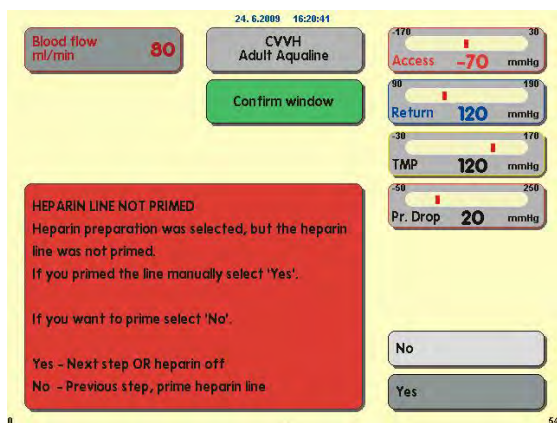 24. 6.2009 16:20:41
Blood flow
ml/min 80
CVVH
Adult Aqualine
Confirm window
-170 30
Access -70 mmHg
90 190
Return 120 mmHg
-30 170
TMP 120 mmHg
-50 250
Pr. Drop 20 mmHg
HEPARIN LINE NOT PRIMED
Heparin preparation was selected, but the heparin
line was not primed.
If you primed the line manually select 'Yes'.
If you want to prime select 'No'.
Yes - Next step OR heparin off
No - Previous step, prime heparin line
No
Yes